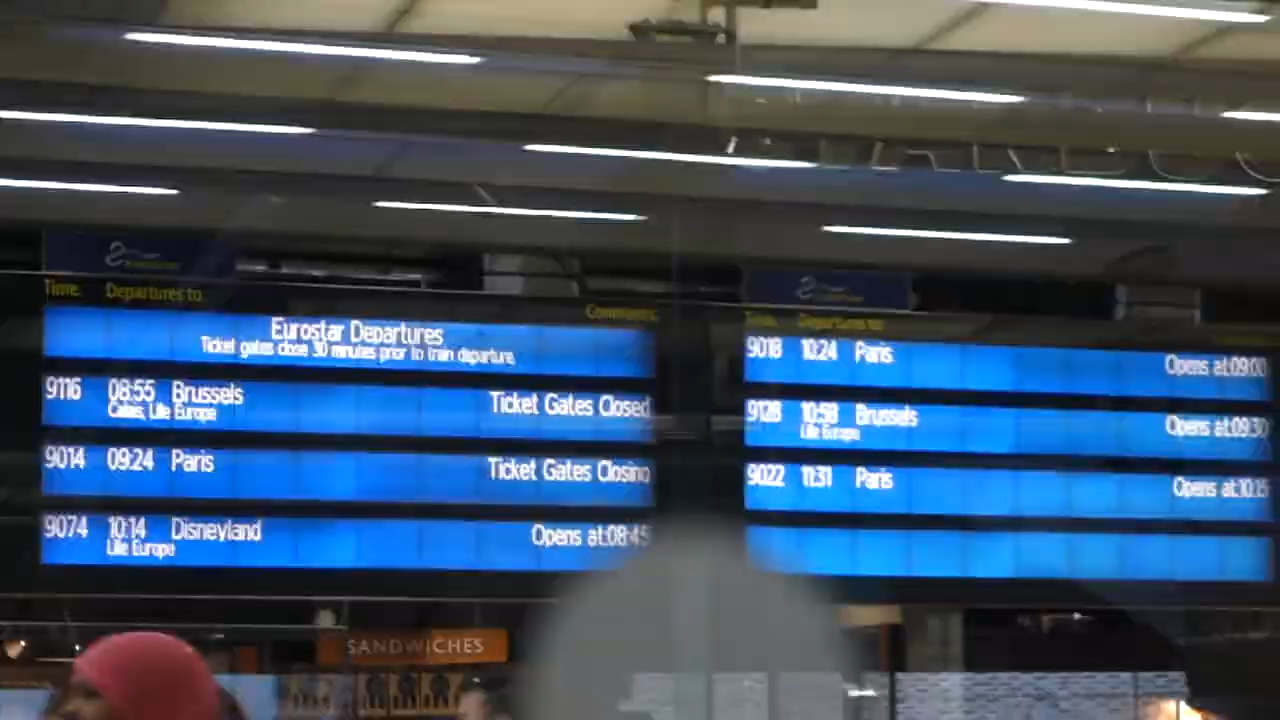 Time Departures to
Comments
Eurostar Departures
Ticket gates close 30 minutes prior to train departure
9116 08:55 Brussels Ticket Gates Closed
Calais, Lille Europe
9014 09:24 Paris Ticket Gates Closing
9074 10:14 Disneyland Opens at:08:45
Lille Europe
Time Departures to
9018 10:24 Paris Opens at:09:00
9128 10:58 Brussels Opens at:09:30
Lille Europe
9022 11:31 Paris Opens at:10:15
SANDWICHES